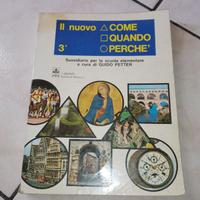 Il nuovo COME
QUANDO
3° PERCHE'
Sussidiario per la scuola elementare
a cura di GUIDO PETTER